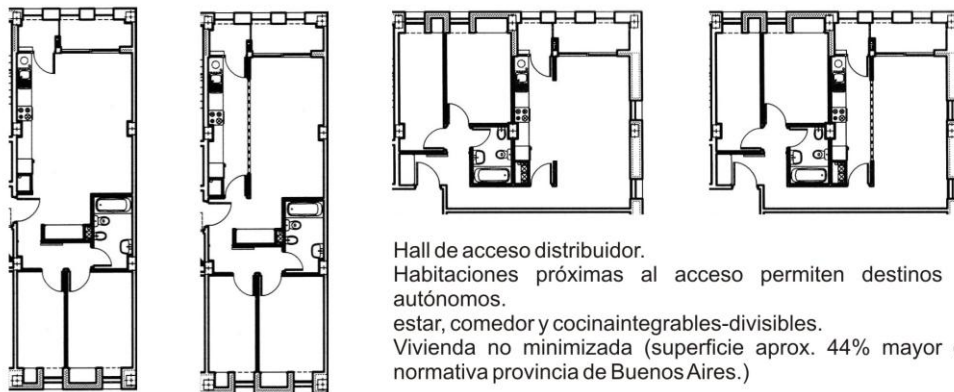 Hall de acceso distribuidor.
Habitaciones próximas al acceso permiten destinos
autónomos.
estar, comedor y cocinaintegrables-divisibles.
Vivienda no minimizada (superficie aprox. 44% mayor
normativa provincia de Buenos Aires.)